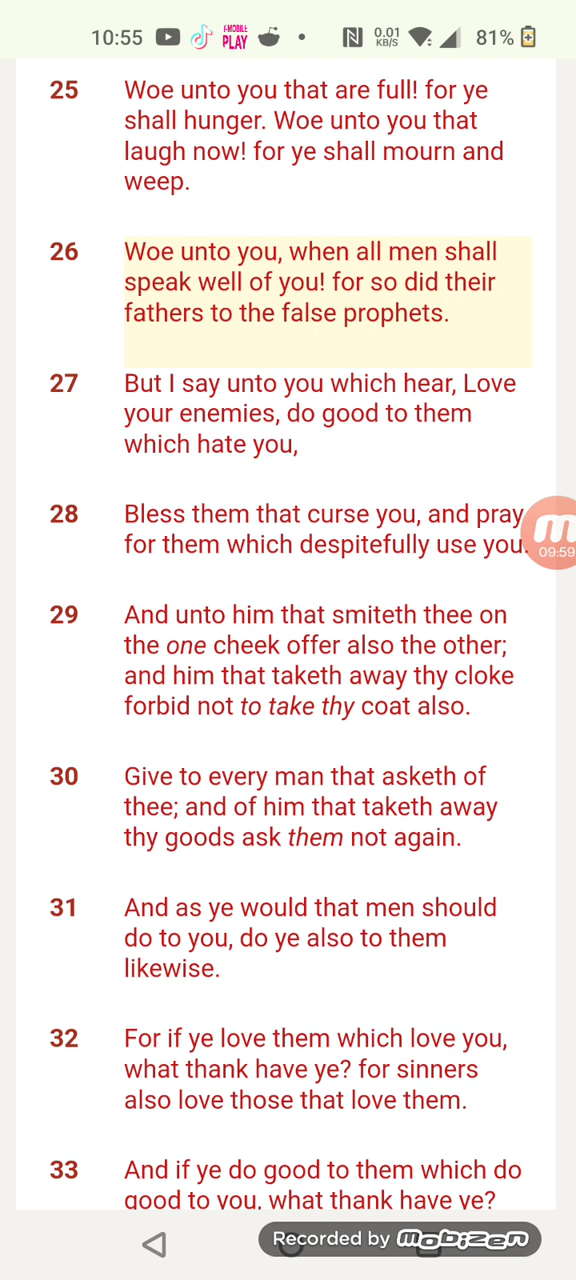 10:55 T-MOBILE PLAY 0.01 KB/S 81%
25 Woe unto you that are full! for ye
shall hunger. Woe unto you that
laugh now! for ye shall mourn and
weep.
26 Woe unto you, when all men shall
speak well of you! for so did their
fathers to the false prophets.
27 But I say unto you which hear, Love
your enemies, do good to them
which hate you,
28 Bless them that curse you, and pray
for them which despitefully use you.
09:59
29 And unto him that smiteth thee on
the one cheek offer also the other;
and him that taketh away thy cloke
forbid not to take thy coat also.
30 Give to every man that asketh of
thee; and of him that taketh away
thy goods ask them not again.
31 And as ye would that men should
do to you, do ye also to them
likewise.
32 For if ye love them which love you,
what thank have ye? for sinners
also love those that love them.
33 And if ye do good to them which do
good to you, what thank have ye?
Recorded by Mobizen